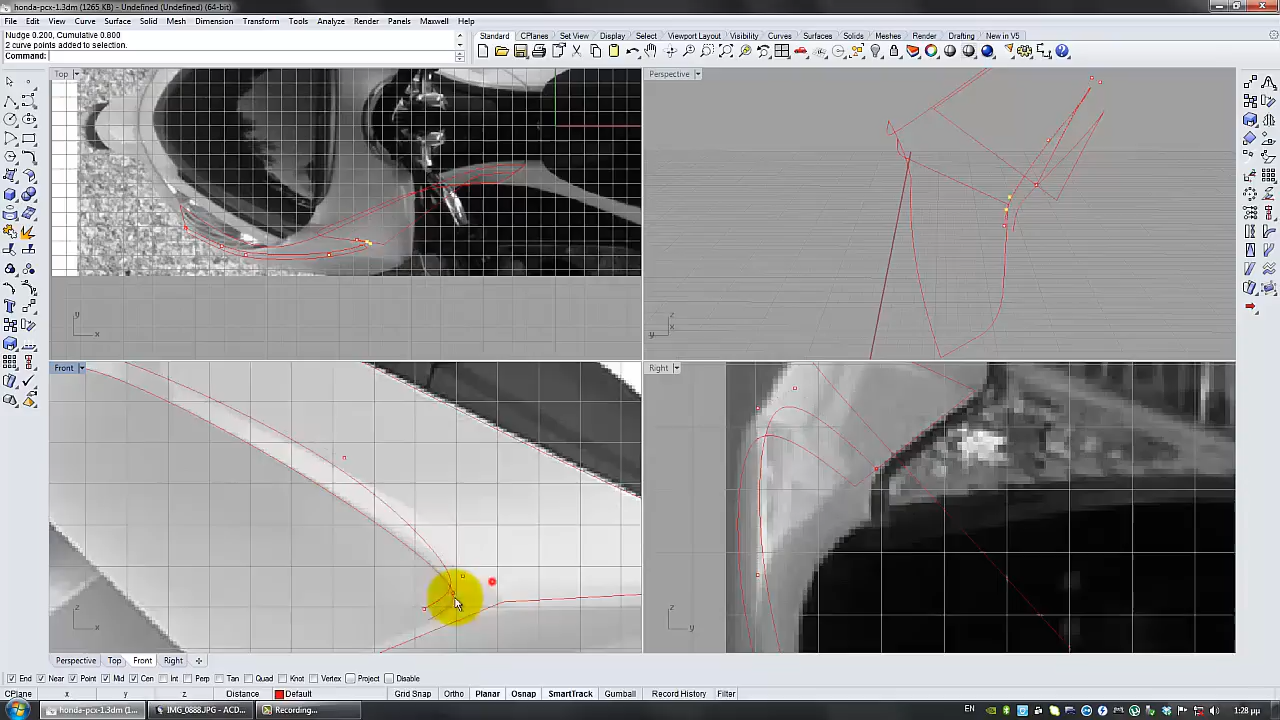 honda-pcx-1.3dm (1265 KB) - Undefined (Undefined) (64-bit)
File Edit View Curve Surface Solid Mesh Dimension Transform Tools Analyze Render Panels Maxwell Help
Nudge 0.200, Cumulative 0.800
2 curve points added to selection.
Command:
Standard CPlanes Set View Display Select Viewport Layout Visibility Curves Surfaces Solids Meshes Render Drafting New in V5
Top
Perspective
y
x
z
y
x
Front
Right
z
x
z
y
Perspective Top Front Right
End Near Point Mid Cen Int Perp Tan Quad Knot Vertex Project Disable
CPlane x y z Distance Default Grid Snap Ortho Planar Osnap SmartTrack Gumball Record History Filter
honda-pcx-1.3dm (1... IMG_0888.JPG - ACD... Recording... EN 1:28 μμ